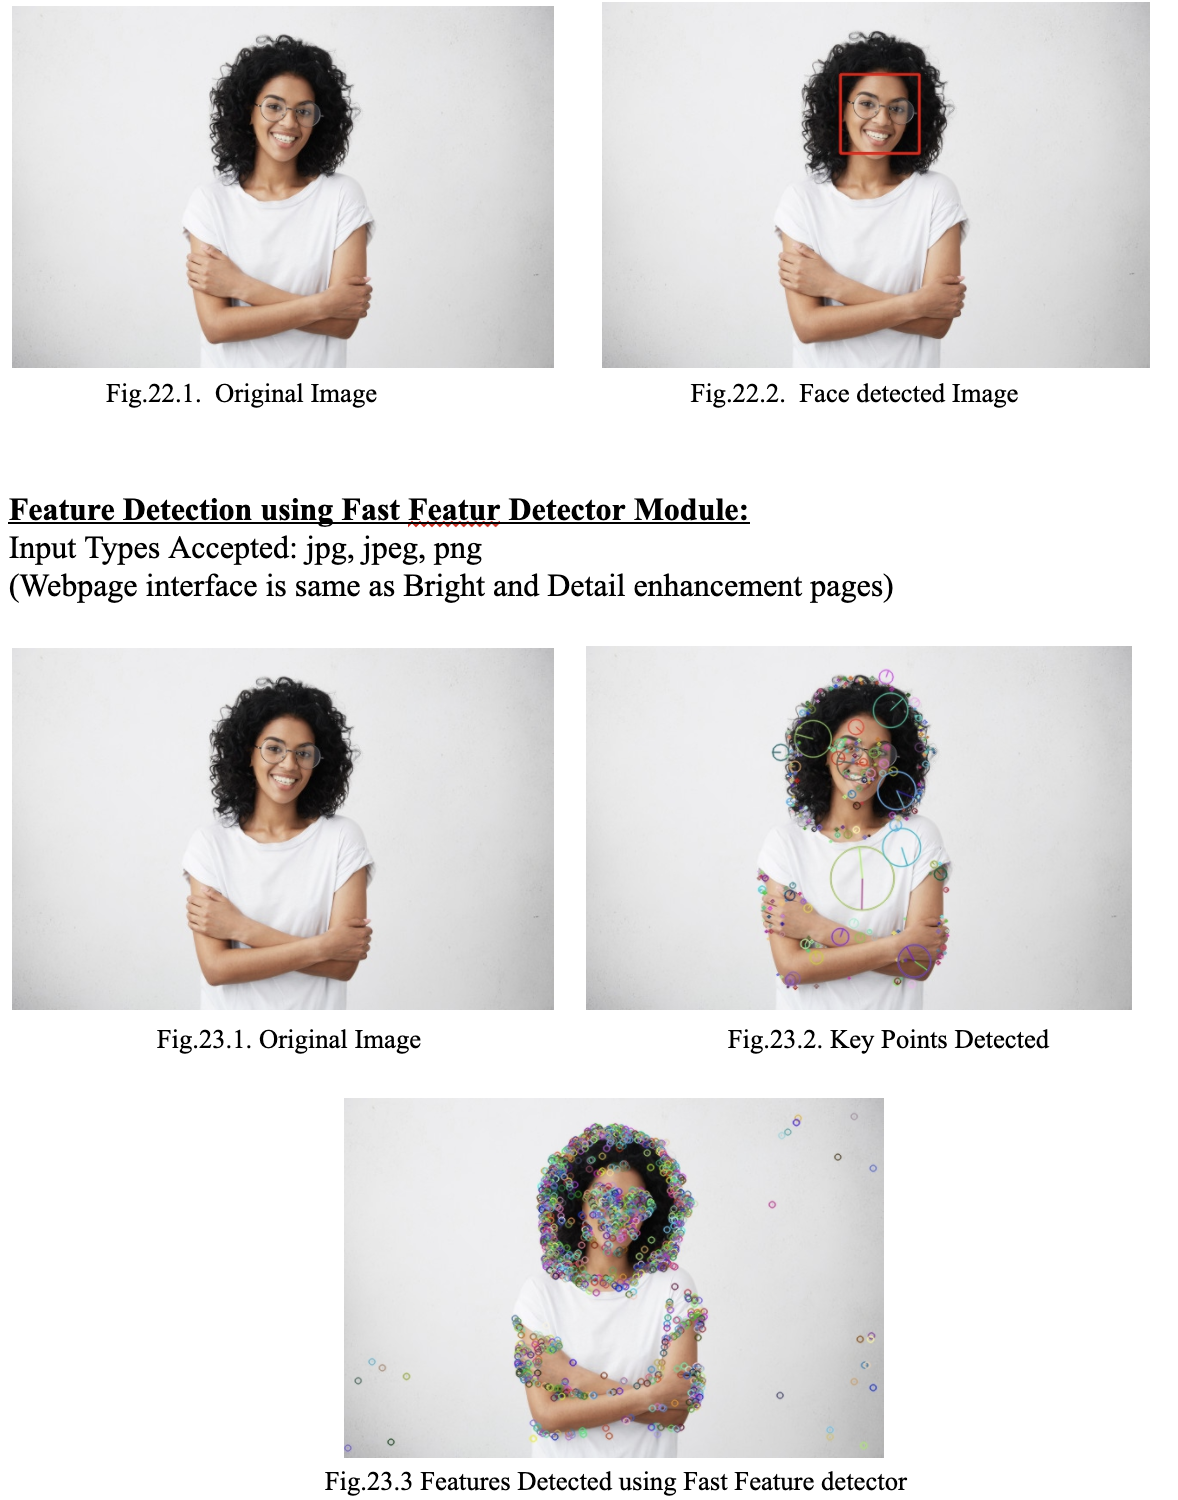 Fig.22.1.  Original Image
Fig.22.2.  Face detected Image
Feature Detection using Fast Featur Detector Module:
Input Types Accepted: jpg, jpeg, png
(Webpage interface is same as Bright and Detail enhancement pages)
Fig.23.1. Original Image
Fig.23.2. Key Points Detected
Fig.23.3 Features Detected using Fast Feature detector